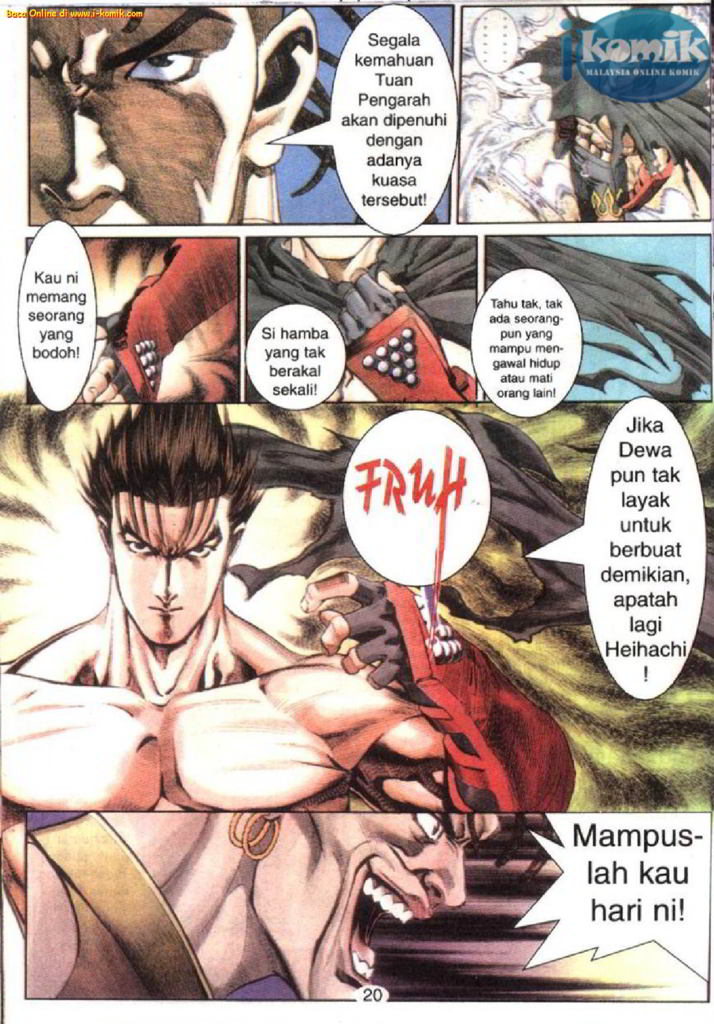 Baca Online di www.i-komik.com
Segala
kemahuan
Tuan
Pengarah
akan dipenuhi
dengan
adanya
kuasa
tersebut!
ikomik
MALAYSIA ONLINE KOMIK
Kau ni
memang
seorang
yang
bodoh!
Si hamba
yang tak
berakal
sekali!
Tahu tak, tak
ada seorang-
pun yang
mampu men-
gawal hidup
atau mati
orang lain!
FRUH
Jika
Dewa
pun tak
layak
untuk
berbuat
demikian,
apatah
lagi
Heihachi
!
Mampus-
lah kau
hari ni!
20